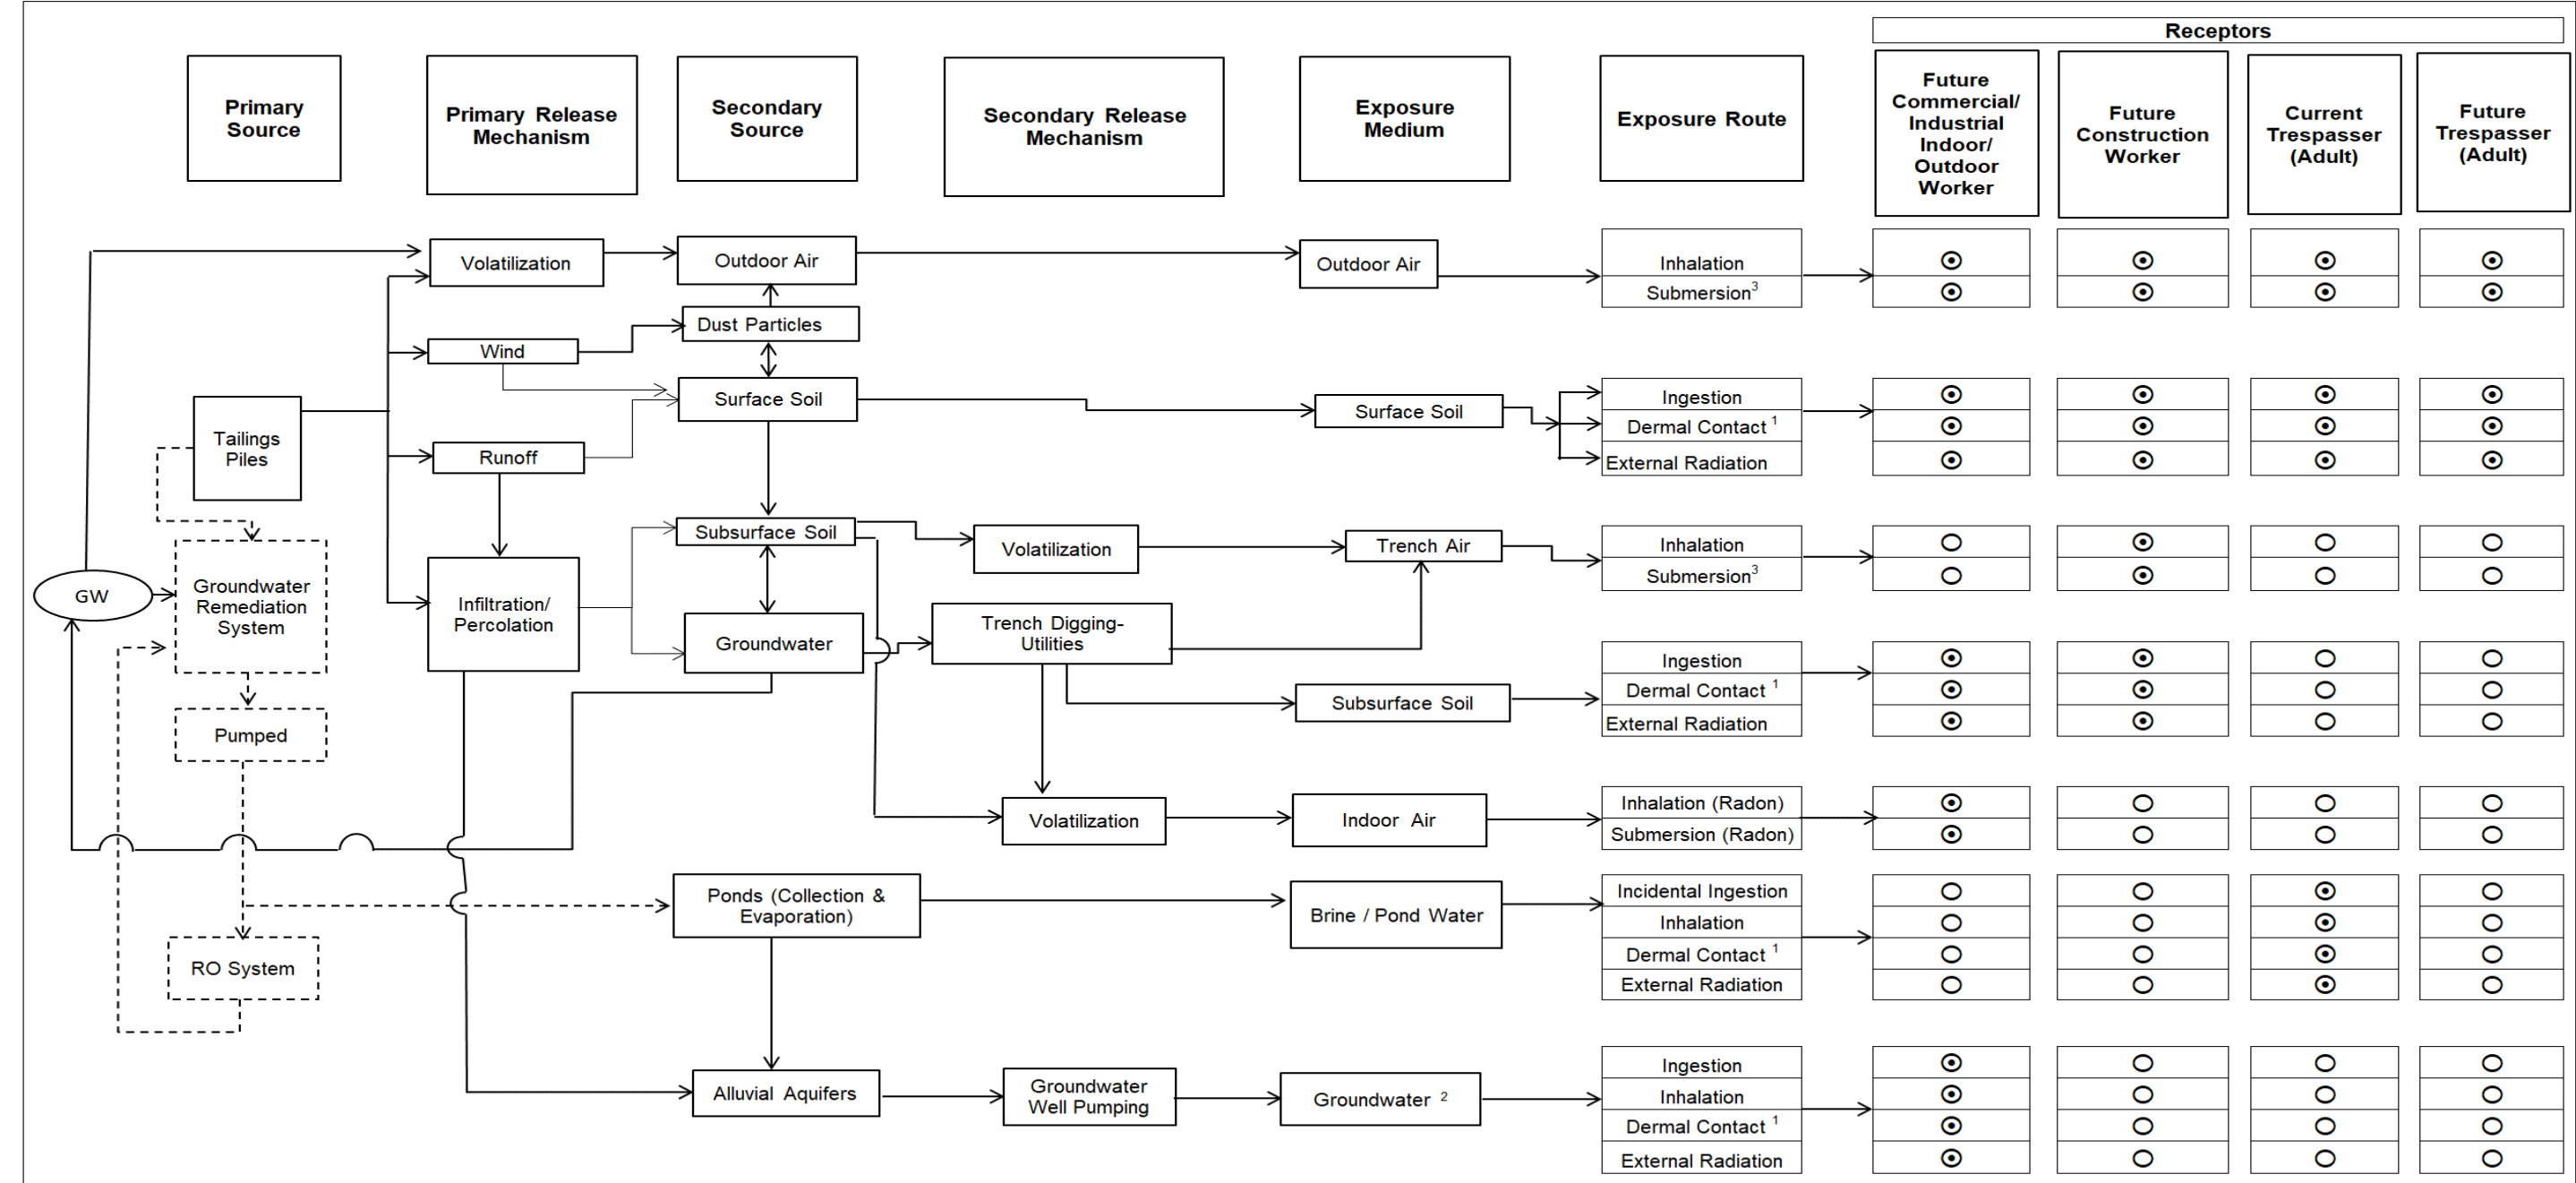 Receptors
Primary
Source
Primary Release
Mechanism
Secondary
Source
Secondary Release
Mechanism
Exposure
Medium
Exposure Route
Future
Commercial/
Industrial
Indoor/
Outdoor
Worker
Future
Construction
Worker
Current
Trespasser
(Adult)
Future
Trespasser
(Adult)
Volatilization
Outdoor Air
Outdoor Air
Inhalation
Submersion3
Dust Particles
Wind
Surface Soil
Surface Soil
Ingestion
Dermal Contact 1
External Radiation
Tailings
Piles
Runoff
Subsurface Soil
Volatilization
Trench Air
Inhalation
Submersion3
GW
Groundwater
Remediation
System
Infiltration/
Percolation
Groundwater
Trench Digging-
Utilities
Ingestion
Dermal Contact 1
External Radiation
Subsurface Soil
Pumped
Volatilization
Indoor Air
Inhalation (Radon)
Submersion (Radon)
Ponds (Collection &
Evaporation)
Brine / Pond Water
Incidental Ingestion
Inhalation
Dermal Contact 1
External Radiation
RO System
Alluvial Aquifers
Groundwater
Well Pumping
Groundwater 2
Ingestion
Inhalation
Dermal Contact 1
External Radiation